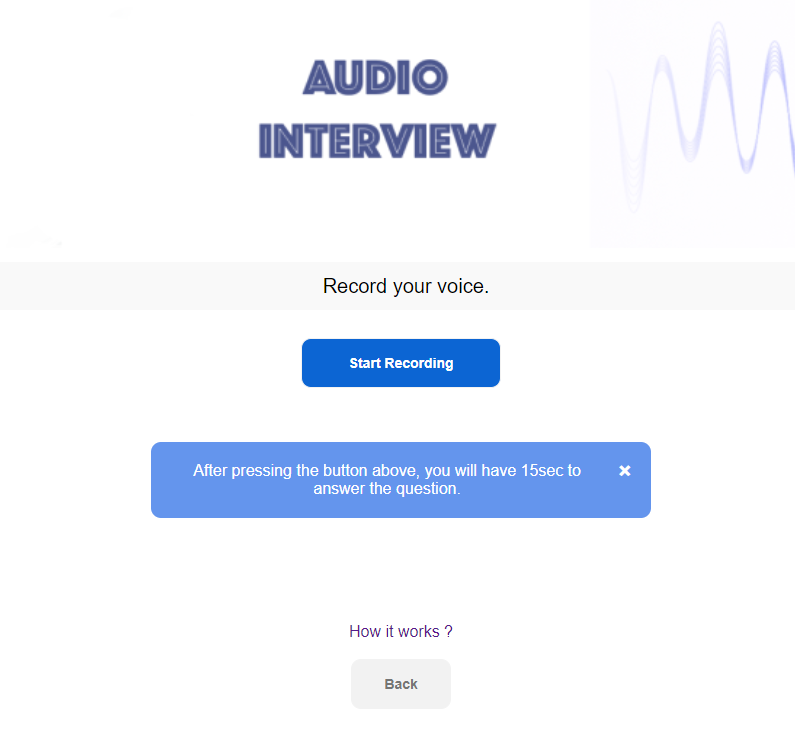 AUDIO
INTERVIEW
Record your voice.
Start Recording
After pressing the button above, you will have 15sec to
answer the question.
How it works ?
Back